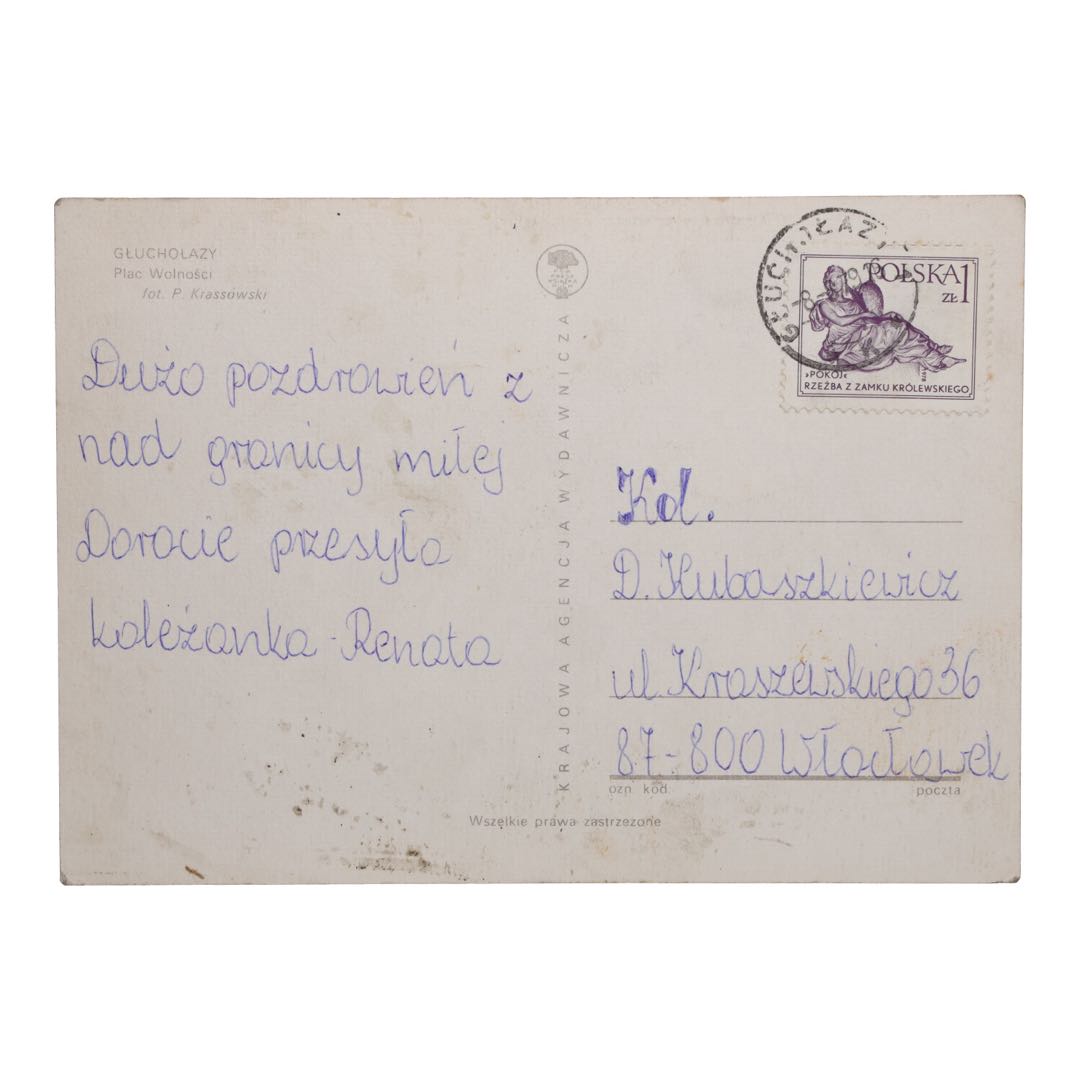 GŁUCHOŁAZY
Plac Wolności
fot. P. Krassowski
Dużo pozdrowień z
nad granicy miłej
Dorocie przesyła
koleżanka - Renata
KRAJOWA AGENCJA WYDAWNICZA
GŁUCHOŁAZY
POLSKA 1
ZŁ
»POKÓJ«
RZEŹBA Z ZAMKU KRÓLEWSKIEGO
Kol.
D. Kubaszkiewicz
ul. Kraszewskiego 36
87-800 Włocławek
ozn. kod. poczta
Wszelkie prawa zastrzeżone